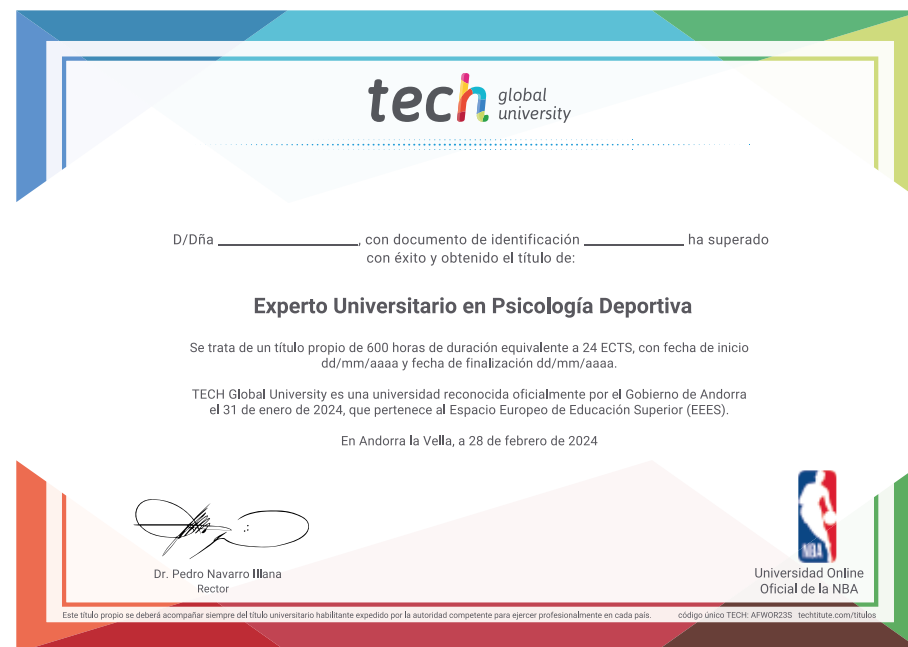 tech global university
D/Dña ____________________, con documento de identificación ______________ ha superado
con éxito y obtenido el título de:
Experto Universitario en Psicología Deportiva
Se trata de un título propio de 600 horas de duración equivalente a 24 ECTS, con fecha de inicio
dd/mm/aaaa y fecha de finalización dd/mm/aaaa.
TECH Global University es una universidad reconocida oficialmente por el Gobierno de Andorra
el 31 de enero de 2024, que pertenece al Espacio Europeo de Educación Superior (EEES).
En Andorra la Vella, a 28 de febrero de 2024
Dr. Pedro Navarro Illana
Rector
NBA
Universidad Online
Oficial de la NBA
Este título propio se deberá acompañar siempre del título universitario habilitante expedido por la autoridad competente para ejercer profesionalmente en cada país.
código único TECH: AFWOR23S techtitute.com/titulos